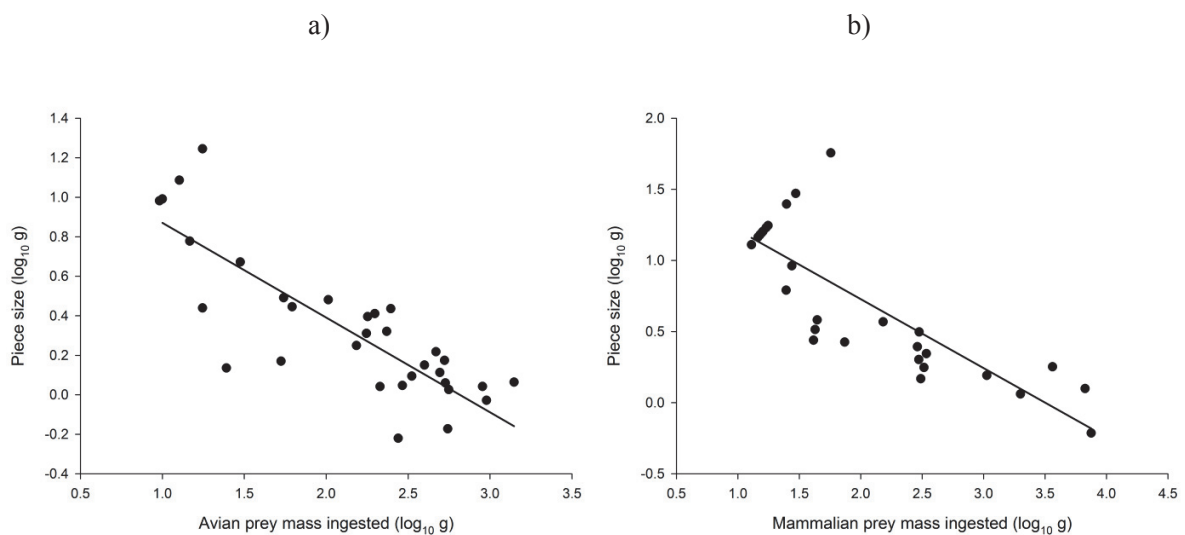 a)
b)
1.4
1.2
1.0
0.8
0.6
0.4
0.2
0.0
-0.2
-0.4
Piece size (log10 g)
0.5 1.0 1.5 2.0 2.5 3.0 3.5
Avian prey mass ingested (log10 g)
2.0
1.5
1.0
0.5
0.0
-0.5
Piece size (log10 g)
0.5 1.0 1.5 2.0 2.5 3.0 3.5 4.0 4.5
Mammalian prey mass ingested (log10 g)